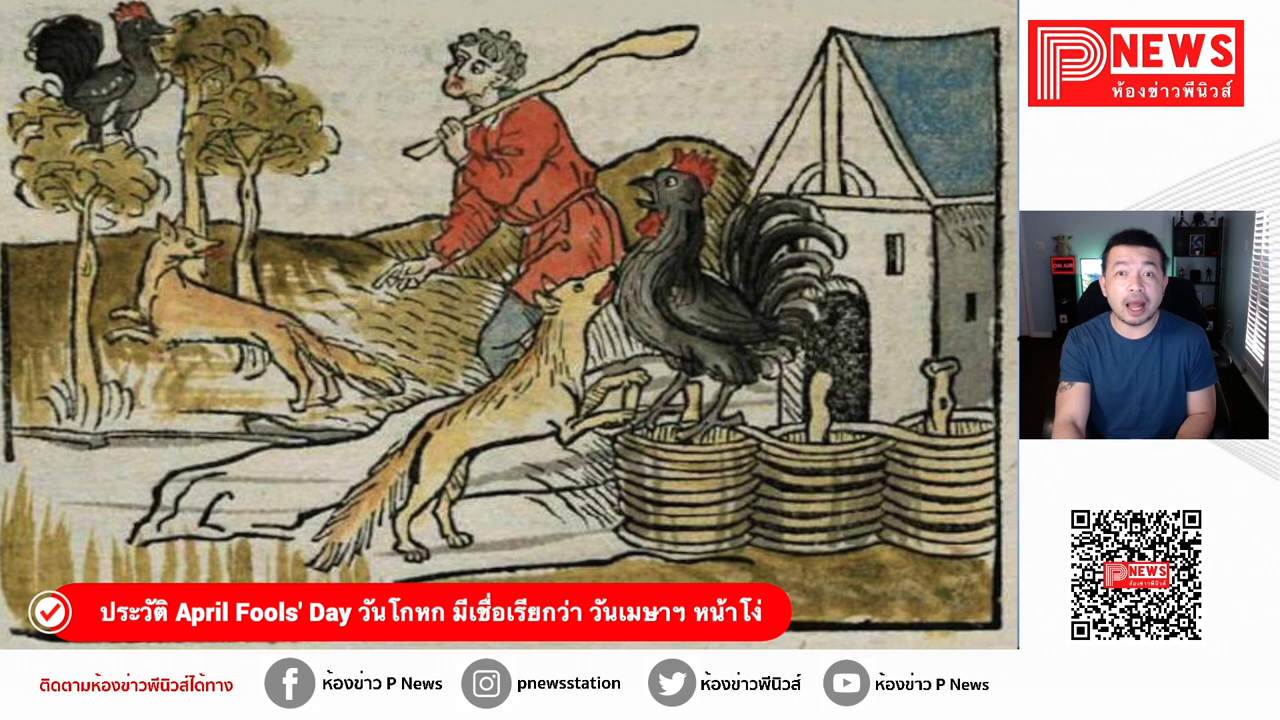 PNEWS
ห้องข่าวพีนิวส์
ON AIR
PNEWS
ประวัติ April Fools' Day วันโกหก มีเชื่อเรียกว่า วันเมษาฯ หน้าโง่
ติดตามห้องข่าวพีนิวส์ได้ทาง
ห้องข่าว P News
pnewsstation
ห้องข่าวพีนิวส์
ห้องข่าว P News